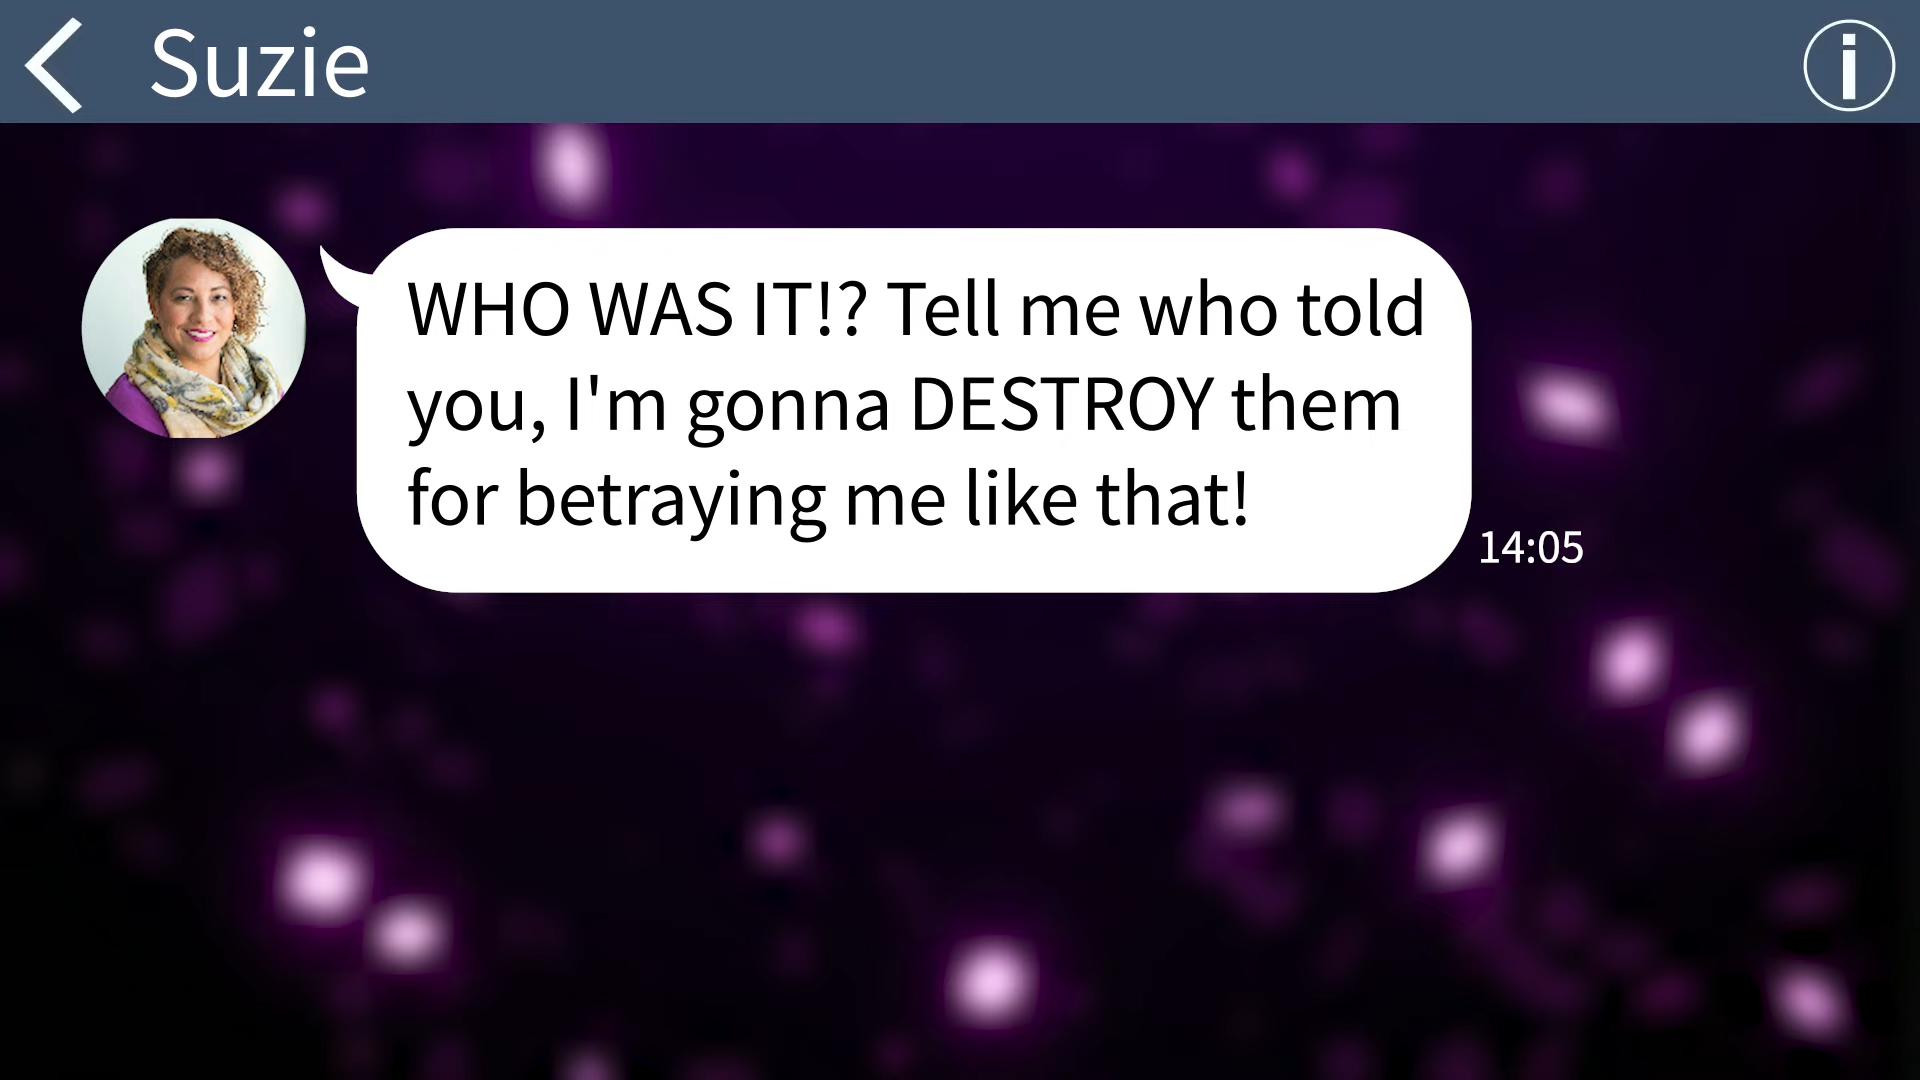 Suzie
WHO WAS IT!? Tell me who told
you, I'm gonna DESTROY them
for betraying me like that!
14:05